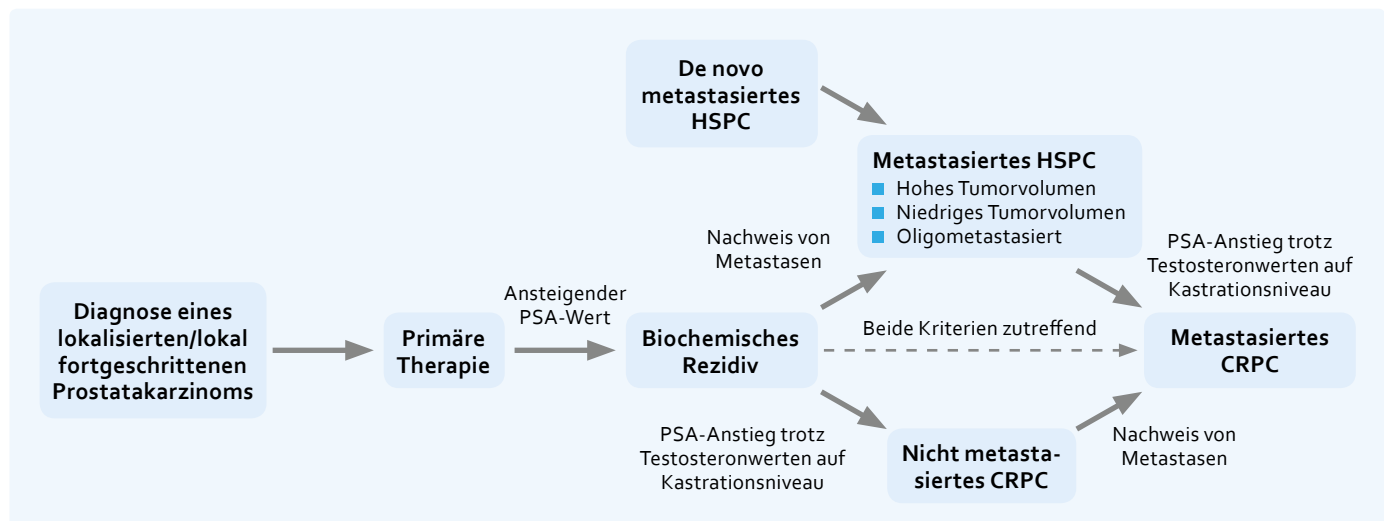 De novo
metastasiertes
HSPC
Metastasiertes HSPC
Hohes Tumorvolumen
Niedriges Tumorvolumen
Oligometastasiert
Nachweis von
Metastasen
PSA-Anstieg trotz
Testosteronwerten auf
Kastrationsniveau
Diagnose eines
lokalisierten/lokal
fortgeschrittenen
Prostatakarzinoms
Ansteigender
PSA-Wert
Primäre
Therapie
Biochemisches
Rezidiv
Beide Kriterien zutreffend
Metastasiertes
CRPC
PSA-Anstieg trotz
Testosteronwerten auf
Kastrationsniveau
Nicht metasta-
siertes CRPC
Nachweis von
Metastasen